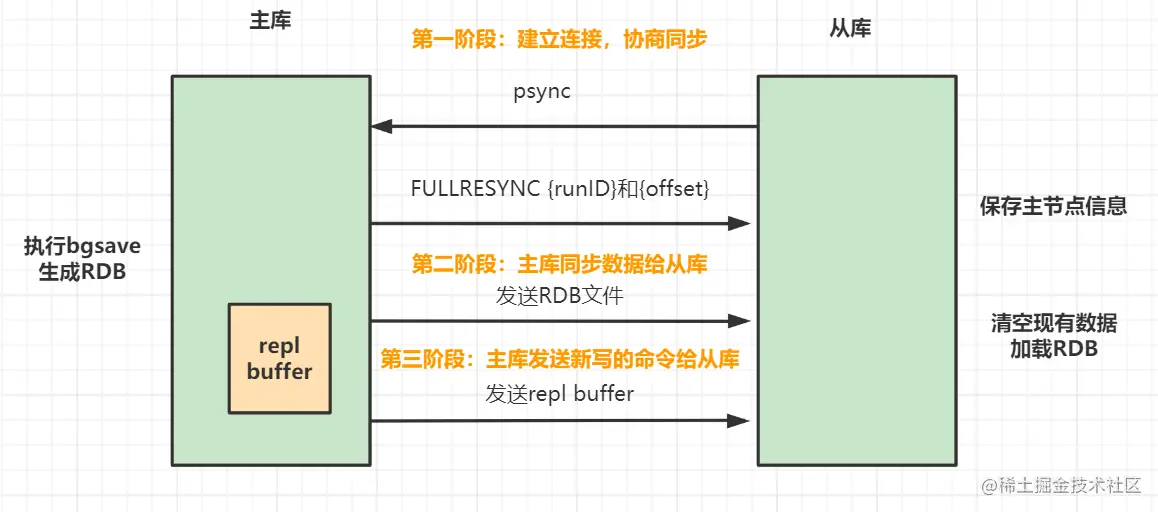 主库
第一阶段：建立连接，协商同步
从库
psync
FULLRESYNC {runID}和{offset}
保存主节点信息
执行bgsave
生成RDB
第二阶段：主库同步数据给从库
发送RDB文件
清空现有数据
加载RDB
repl
buffer
第三阶段：主库发送新写的命令给从库
发送repl buffer
@稀土掘金技术社区